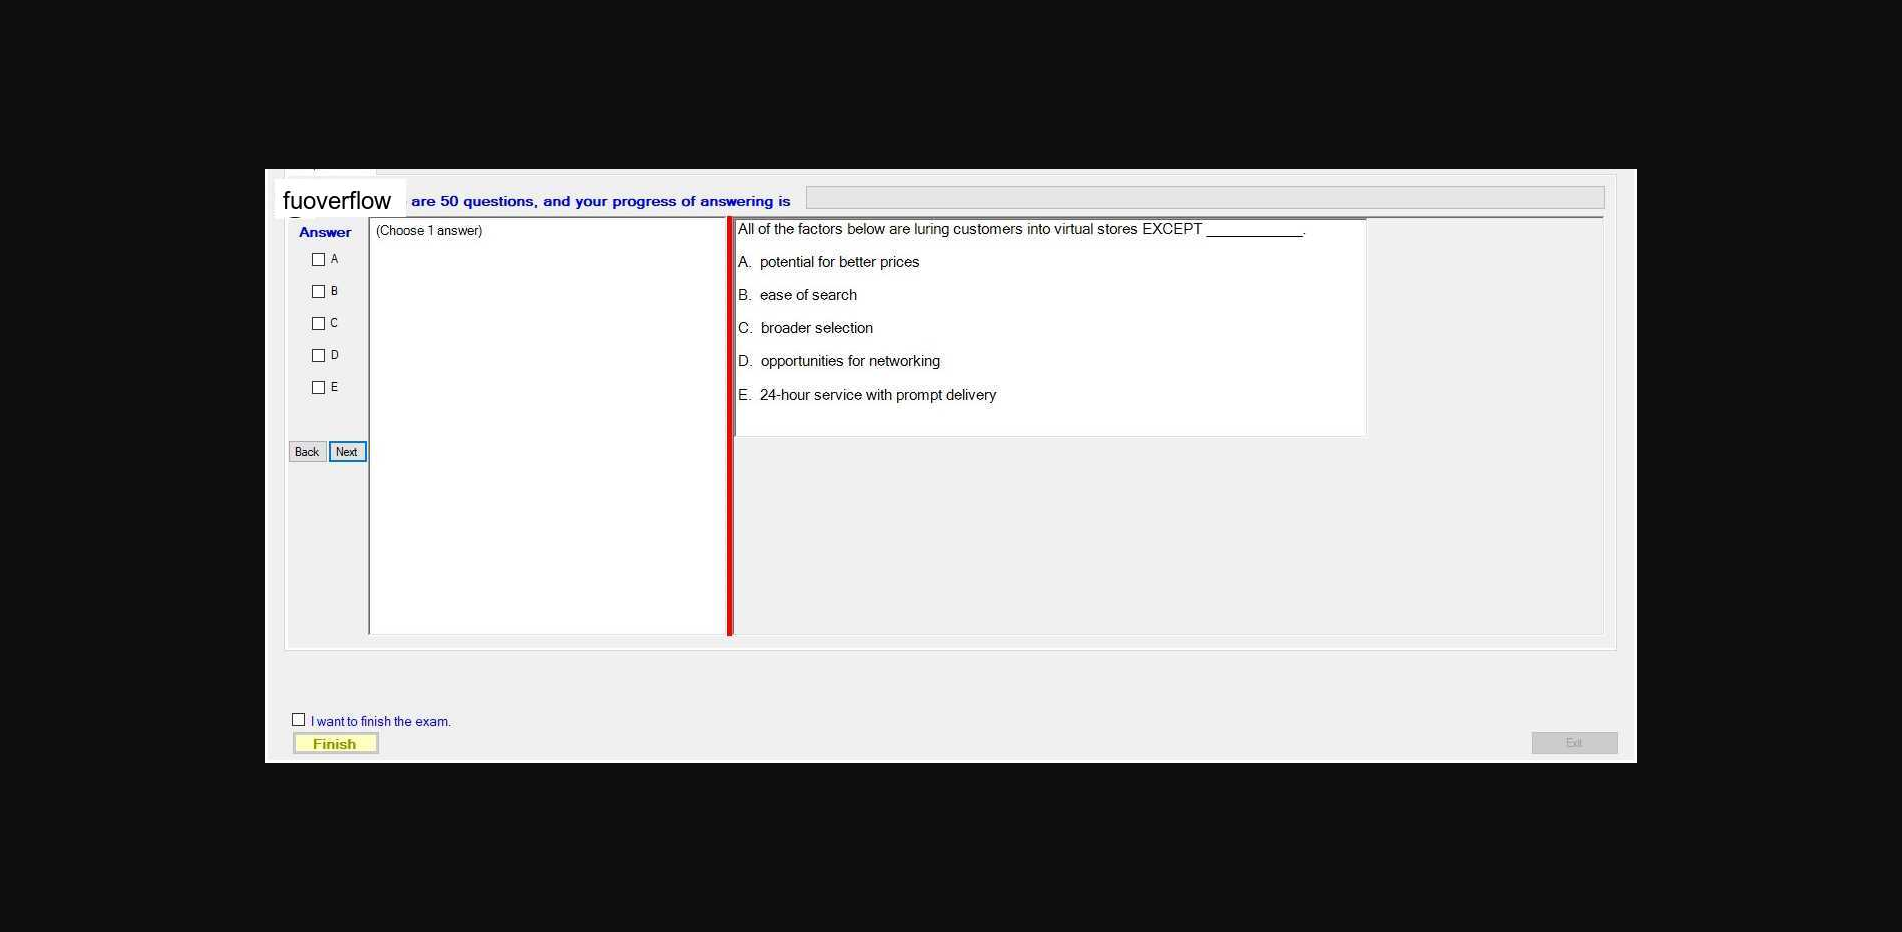 fuoverflow are 50 questions, and your progress of answering is
Answer
(Choose 1 answer)
A
B
C
D
E
Back Next
All of the factors below are luring customers into virtual stores EXCEPT ____________.
A. potential for better prices
B. ease of search
C. broader selection
D. opportunities for networking
E. 24-hour service with prompt delivery
I want to finish the exam.
Finish
Exit